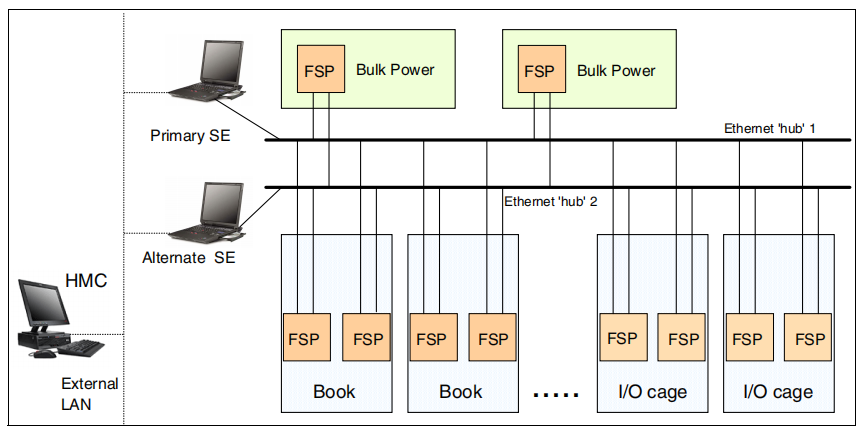 FSP
Bulk Power
FSP
Bulk Power
Primary SE
Ethernet 'hub' 1
Ethernet 'hub' 2
Alternate SE
HMC
FSP
FSP
FSP
FSP
FSP
FSP
FSP
FSP
External
LAN
Book
Book
.....
I/O cage
I/O cage